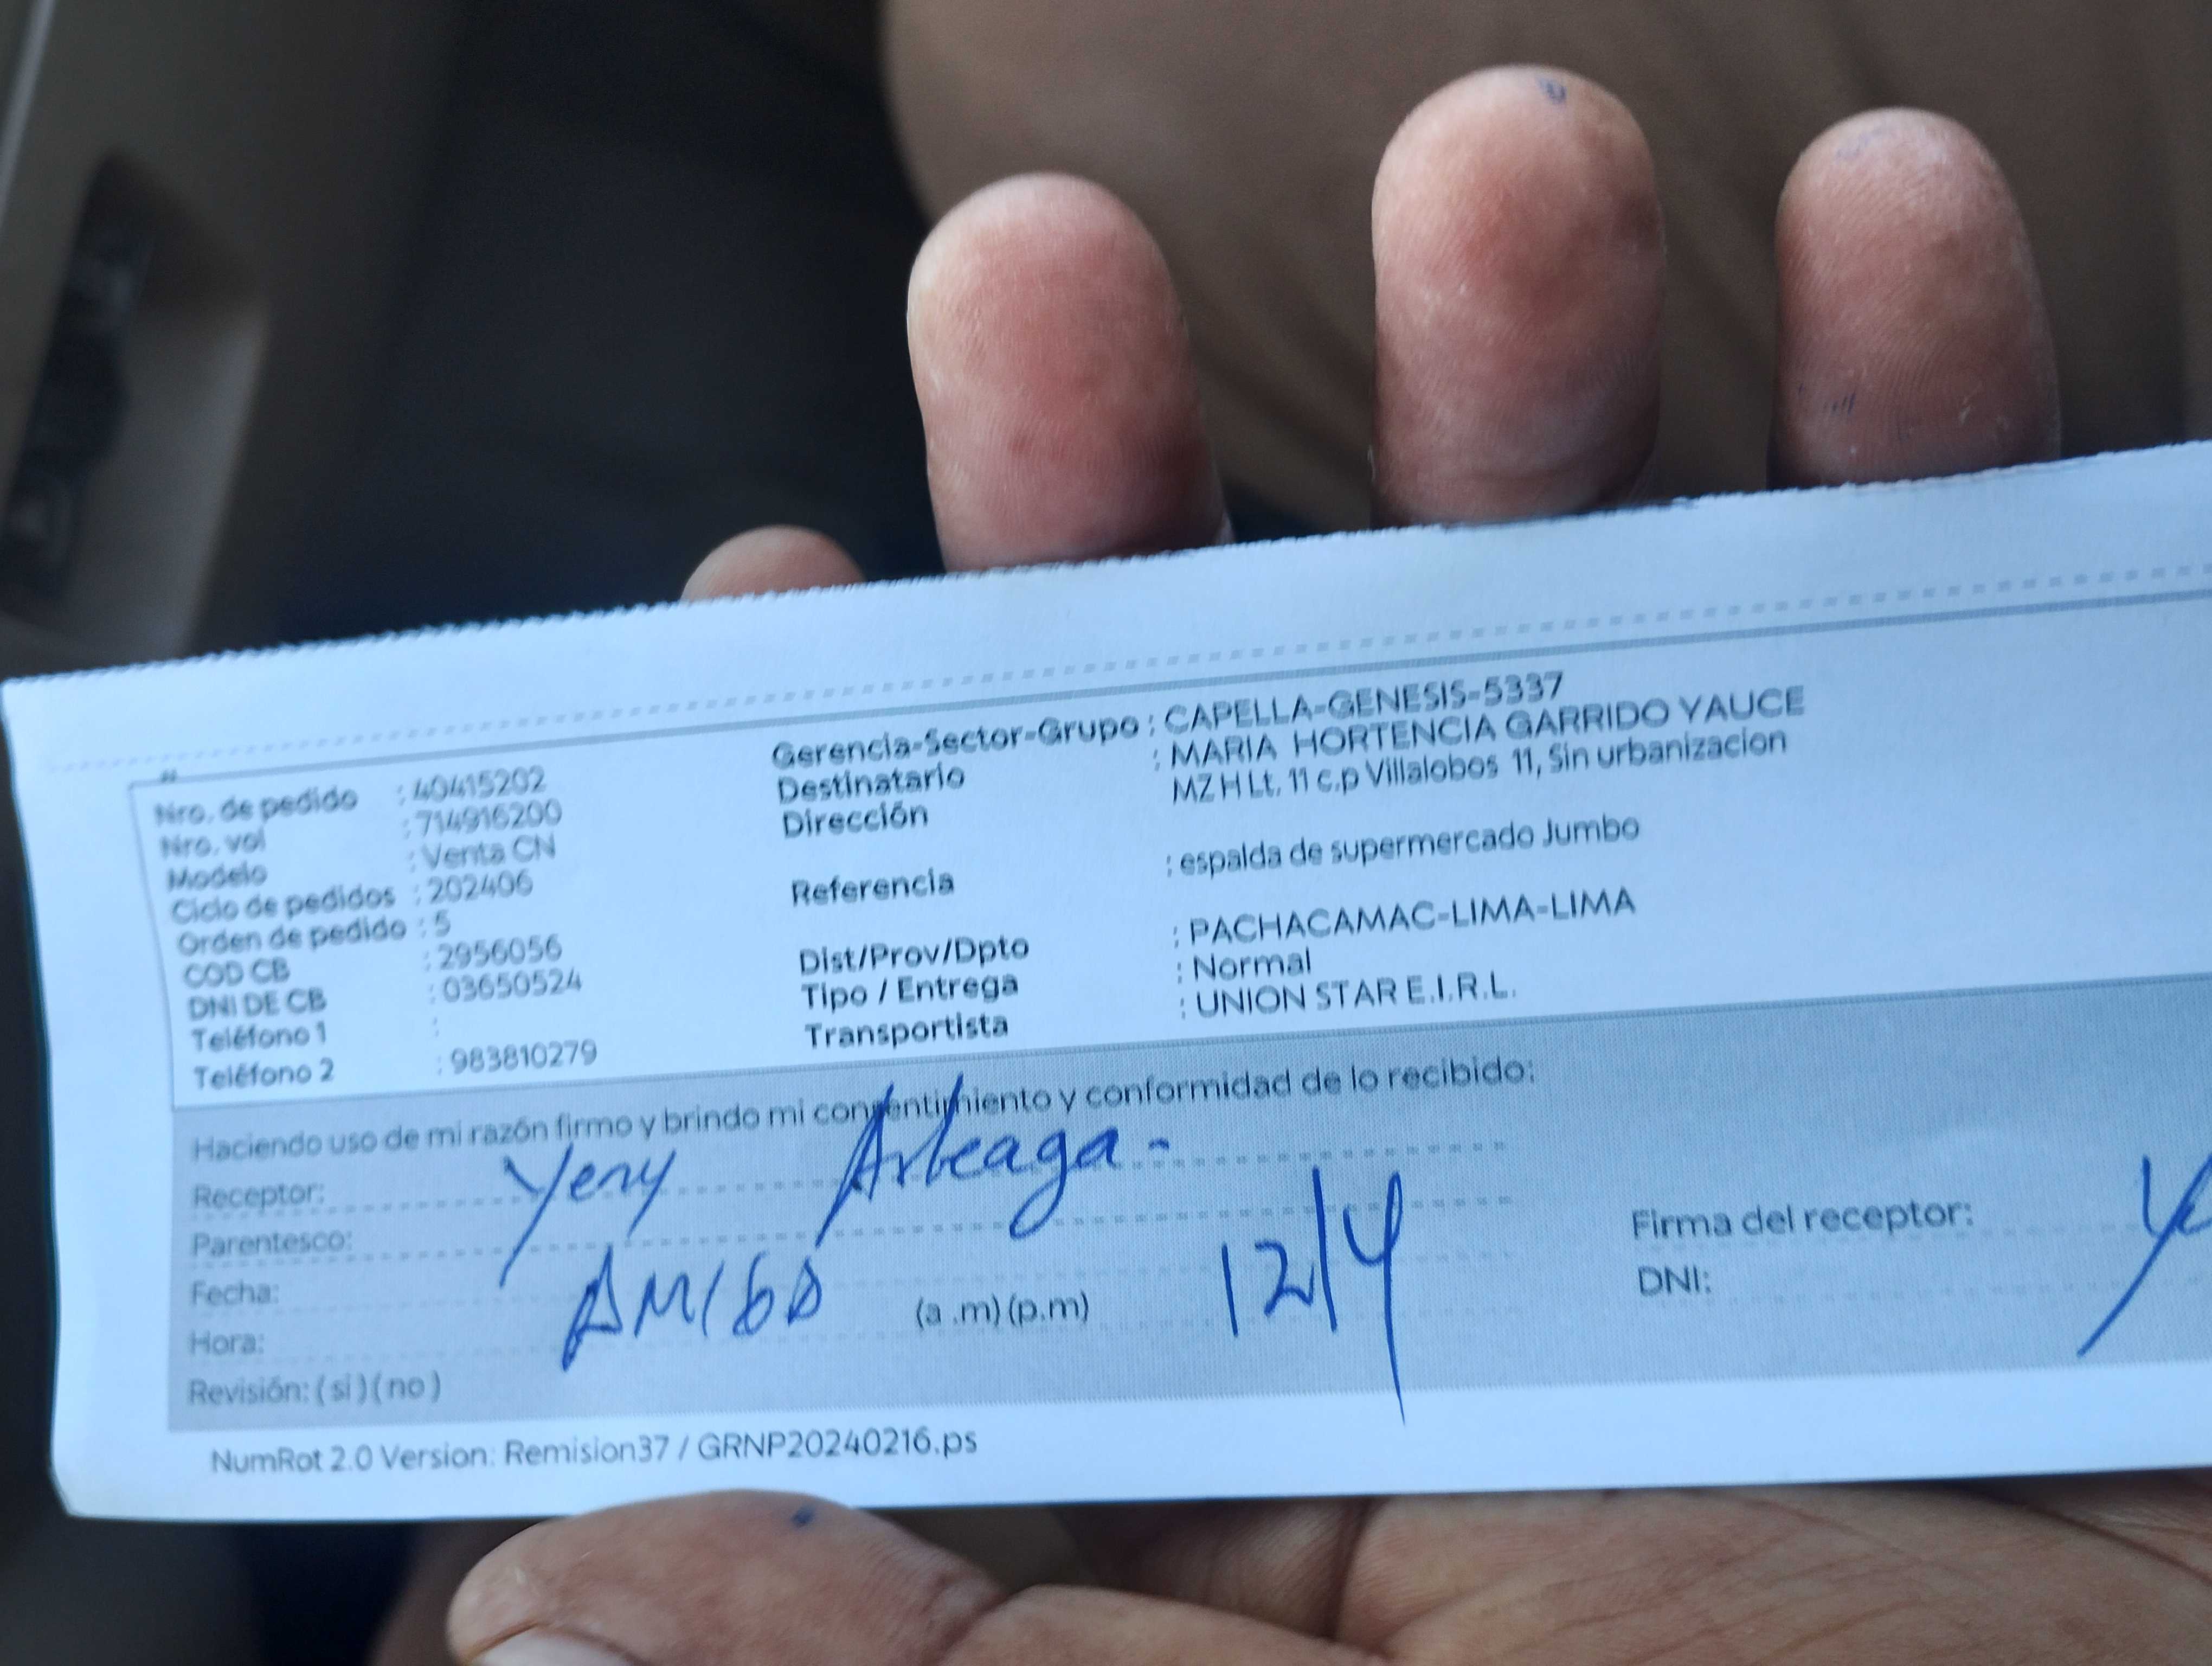 Nro. de pedido : 40415202
Nro. vol : 714916200
Modelo : Venta CN
Ciclo de pedidos : 202406
Orden de pedido : 5
COD CB : 2956056
DNI DE CB : 03650524
Teléfono 1 :
Teléfono 2 : 983810279
Gerencia-Sector-Grupo : CAPELLA-GENESIS-5337
Destinatario : MARIA HORTENCIA GARRIDO YAUCE
Dirección MZ H Lt. 11 c.p Villalobos 11, Sin urbanizacion
Referencia : espalda de supermercado Jumbo
Dist/Prov/Dpto : PACHACAMAC-LIMA-LIMA
Tipo / Entrega : Normal
Transportista : UNION STAR E.I.R.L.
Haciendo uso de mi razón firmo y brindo mi consentimiento y conformidad de lo recibido:
Receptor: Yeny Arteaga -
Parentesco:
Fecha: AMIGO 12/4
Hora: (a .m) (p.m)
Revisión: ( si ) ( no )
Firma del receptor:
DNI:
NumRot 2.0 Version: Remision37 / GRNP20240216.ps